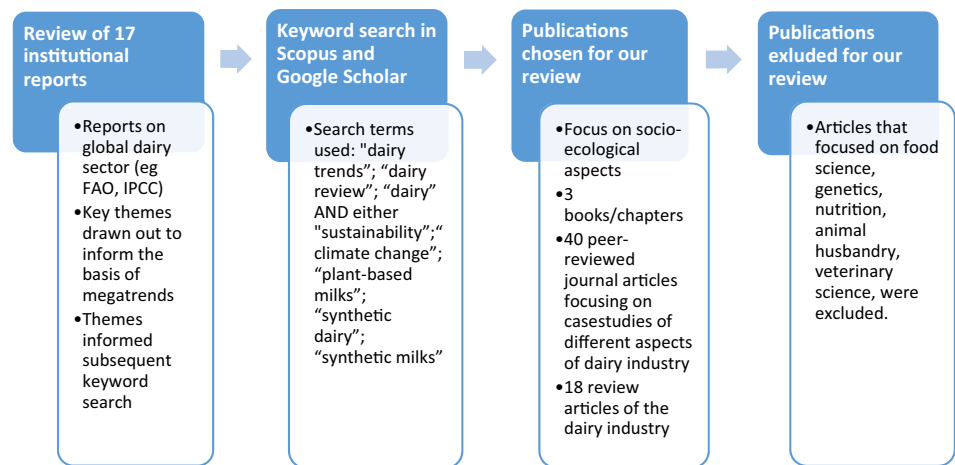 Review of 17
institutional
reports
•Reports on
global dairy
sector (eg
FAO, IPCC)
•Key themes
drawn out to
inform the
basis of
megatrends
•Themes
informed
subsequent
keyword
search
Keyword search in
Scopus and
Google Scholar
•Search terms
used: "dairy
trends"; “dairy
review”; “dairy”
AND either
"sustainability";“
climate change”;
“plant-based
milks”;
“synthetic
dairy”;
“synthetic milks”
Publications
chosen for our
review
•Focus on socio-
ecological
aspects
•3
books/chapters
•40 peer-
reviewed
journal articles
focusing on
casestudies of
different aspects
of dairy industry
•18 review
articles of the
dairy industry
Publications
exluded for our
review
•Articles that
focused on food
science,
genetics,
nutrition,
animal
husbandry,
veterinary
science, were
excluded.